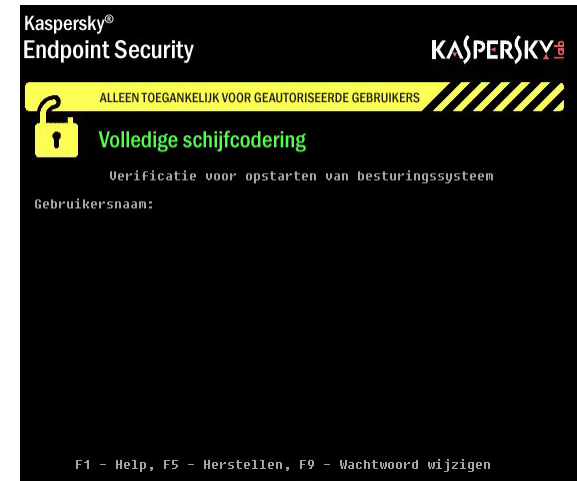 Kaspersky®
Endpoint Security
KASPERSKY lab
ALLEEN TOEGANKELIJK VOOR GEAUTORISEERDE GEBRUIKERS
Volledige schijfcodering
Verificatie voor opstarten van besturingssysteem
Gebruikersnaam:
F1 - Help, F5 - Herstellen, F9 - Wachtwoord wijzigen